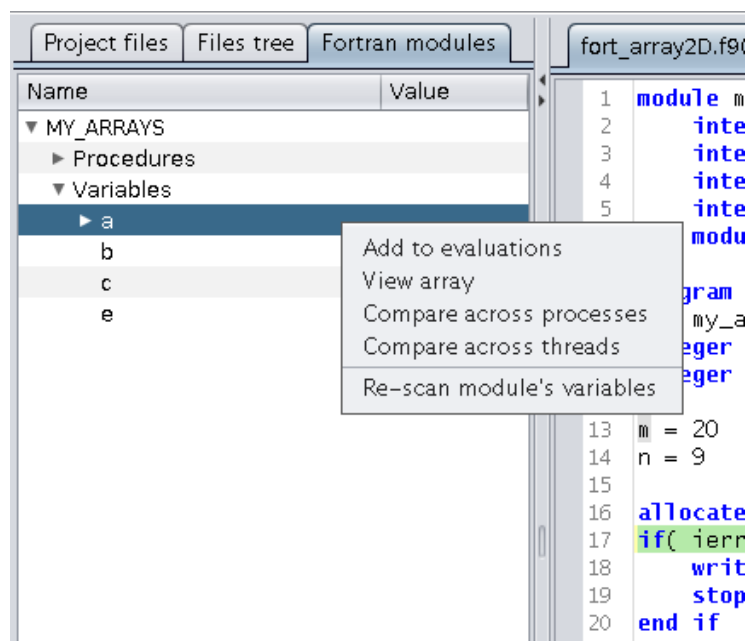 Project files Files tree Fortran modules
Name Value
MY_ARRAYS
Procedures
Variables
a
b
c
e
Add to evaluations
View array
Compare across processes
Compare across threads
Re-scan module's variables
fort_array2D.f90
1 module m
2 inte
3 inte
4 inte
5 inte
modu
gram
my_a
eger
eger
13 m = 20
14 n = 9
15
16 allocate
17 if( ierr
18 writ
19 stop
20 end if